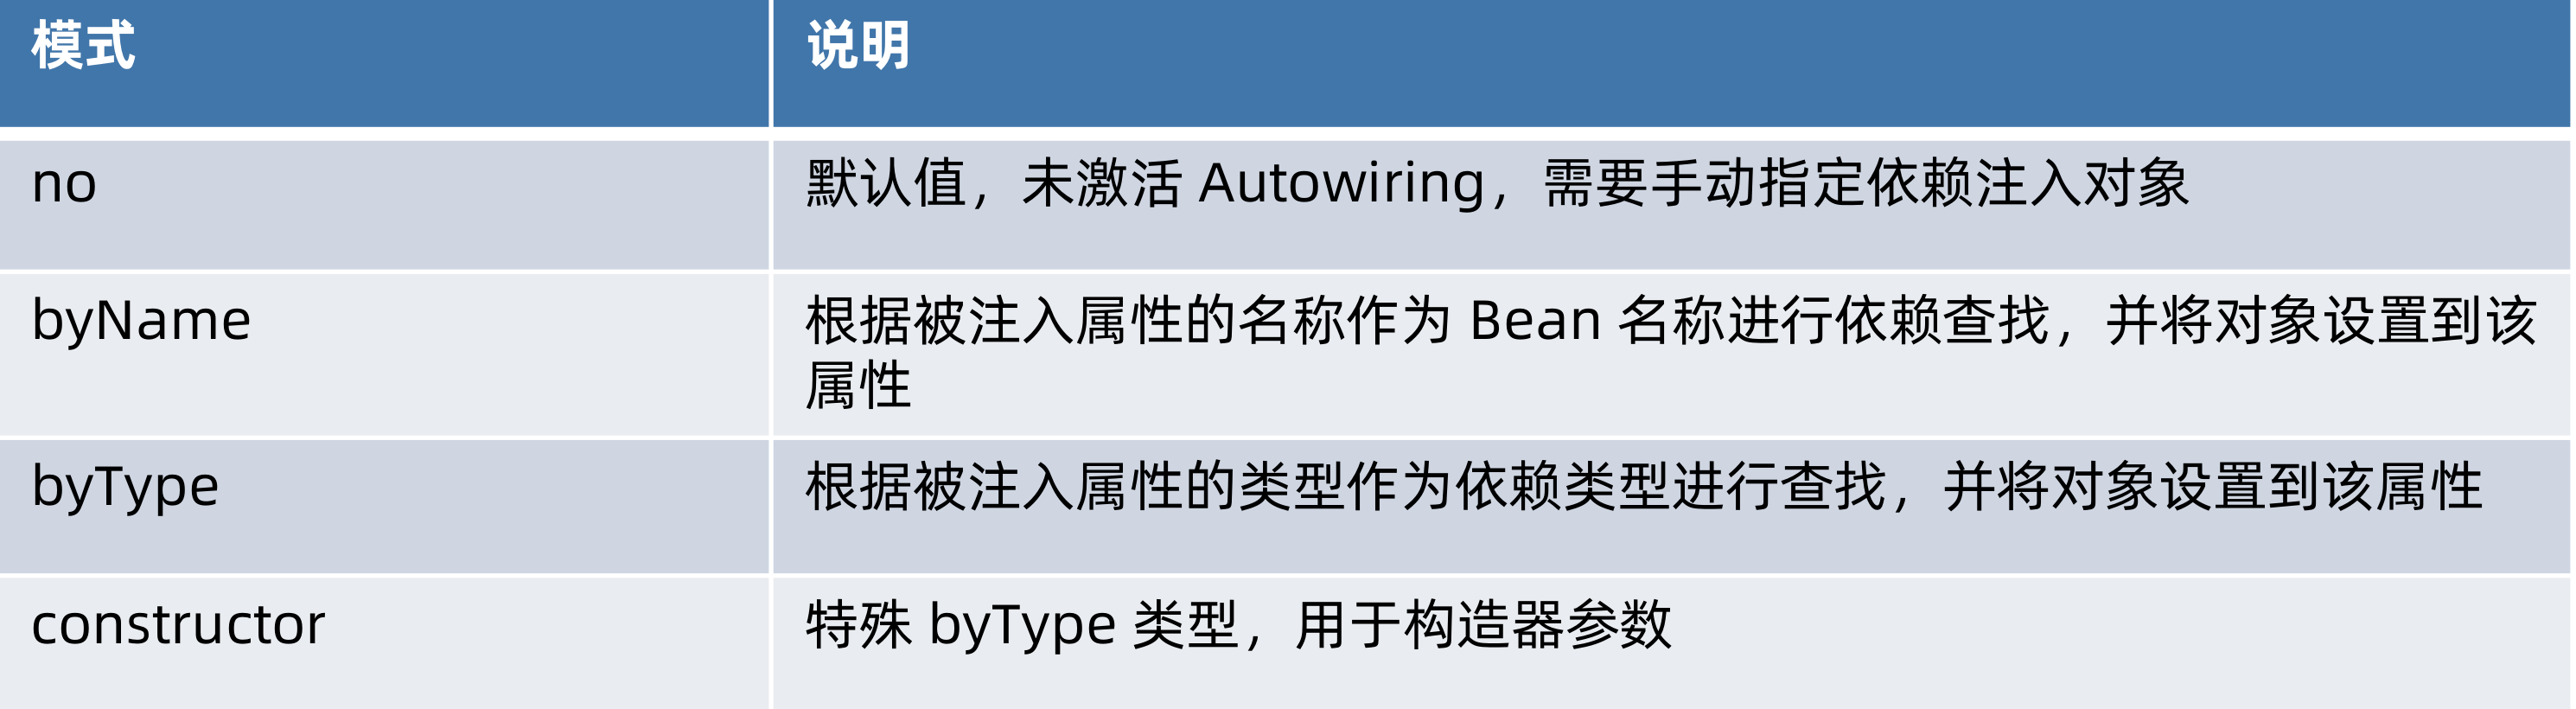 模式 说明
no 默认值，未激活 Autowiring，需要手动指定依赖注入对象
byName 根据被注入属性的名称作为 Bean 名称进行依赖查找，并将对象设置到该
属性
byType 根据被注入属性的类型作为依赖类型进行查找，并将对象设置到该属性
constructor 特殊 byType 类型，用于构造器参数